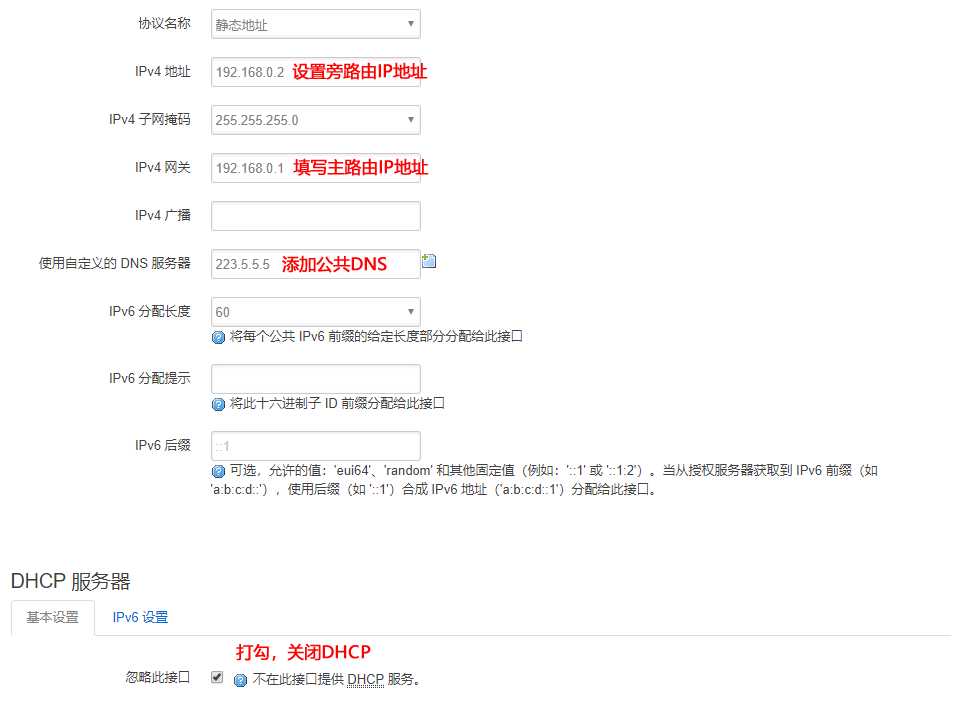 协议名称 静态地址
IPv4 地址 192.168.0.2 设置旁路由IP地址
IPv4 子网掩码 255.255.255.0
IPv4 网关 192.168.0.1 填写主路由IP地址
IPv4 广播
使用自定义的 DNS 服务器 223.5.5.5 添加公共DNS
IPv6 分配长度 60
将每个公共 IPv6 前缀的给定长度部分分配给此接口
IPv6 分配提示
将此十六进制子 ID 前缀分配给此接口
IPv6 后缀 ::1
可选，允许的值：'eui64'、'random' 和其他固定值（例如：'::1' 或 '::1:2'）。当从授权服务器获取到 IPv6 前缀（如
'a:b:c:d::'），使用后缀（如 '::1'）合成 IPv6 地址（'a:b:c:d::1'）分配给此接口。
DHCP 服务器
基本设置 IPv6 设置
打勾，关闭DHCP
忽略此接口 不在此接口提供 DHCP 服务。